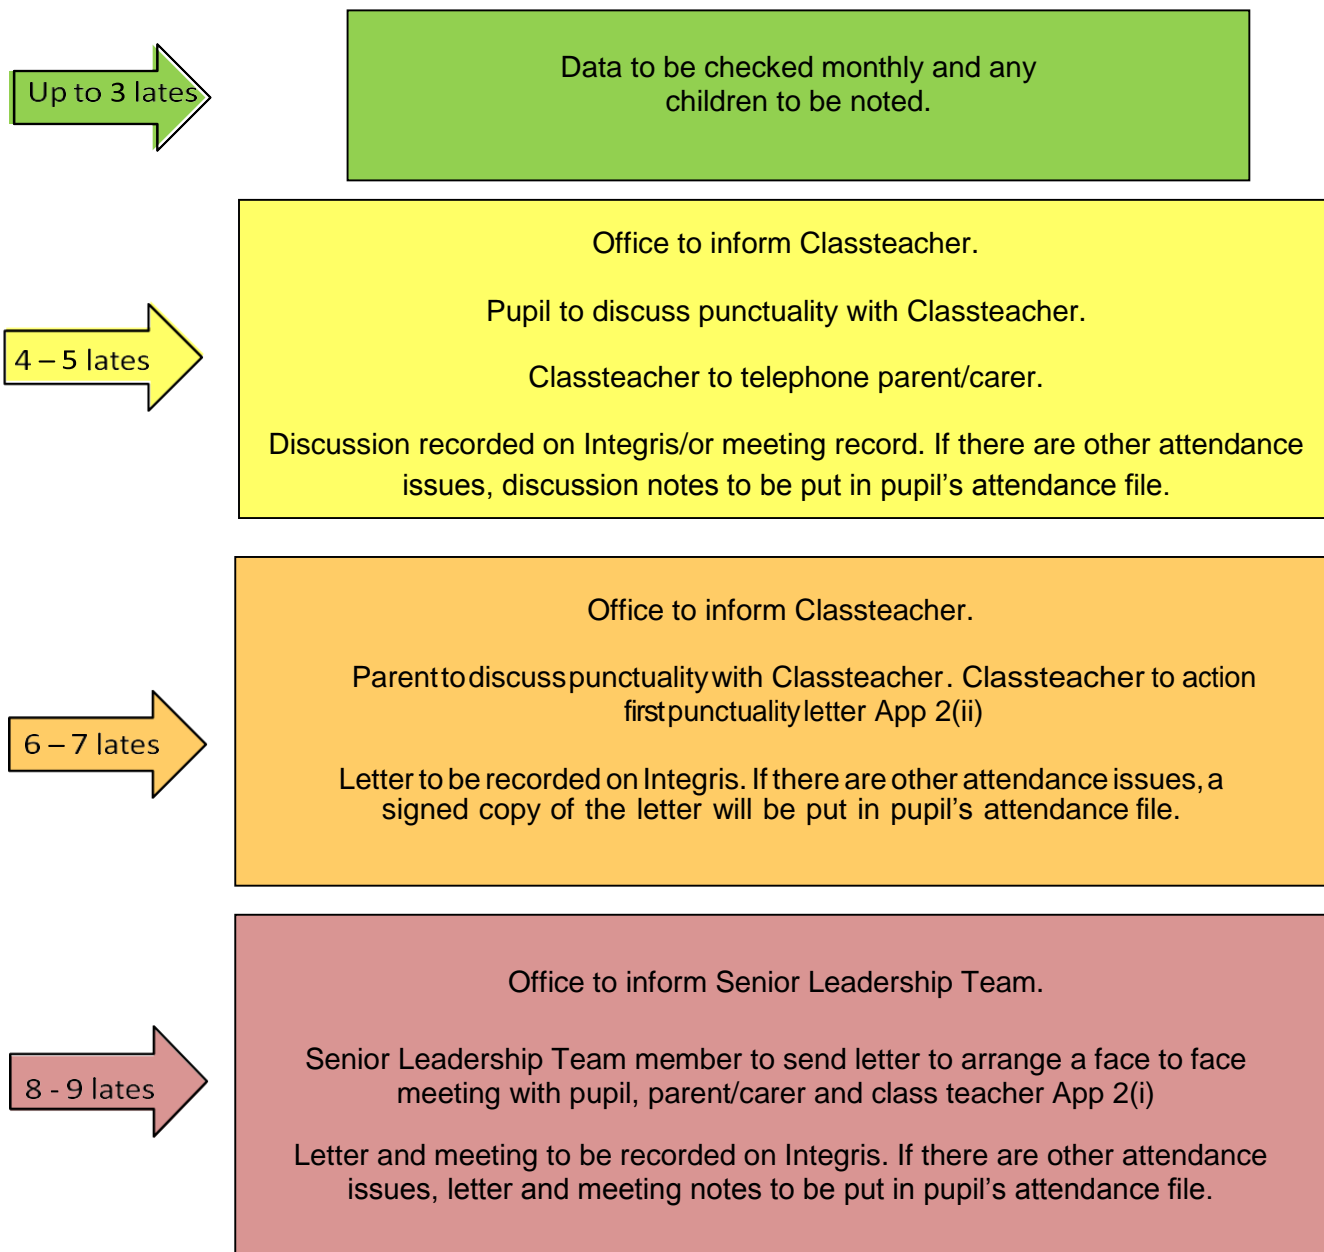 Up to 3 lates
Data to be checked monthly and any
children to be noted.
4 – 5 lates
Office to inform Classteacher.
Pupil to discuss punctuality with Classteacher.
Classteacher to telephone parent/carer.
Discussion recorded on Integris/or meeting record. If there are other attendance
issues, discussion notes to be put in pupil’s attendance file.
6 – 7 lates
Office to inform Classteacher.
Parent to discuss punctuality with Classteacher. Classteacher to action
first punctuality letter App 2(ii)
Letter to be recorded on Integris. If there are other attendance issues, a
signed copy of the letter will be put in pupil’s attendance file.
8 - 9 lates
Office to inform Senior Leadership Team.
Senior Leadership Team member to send letter to arrange a face to face
meeting with pupil, parent/carer and class teacher App 2(i)
Letter and meeting to be recorded on Integris. If there are other attendance
issues, letter and meeting notes to be put in pupil’s attendance file.